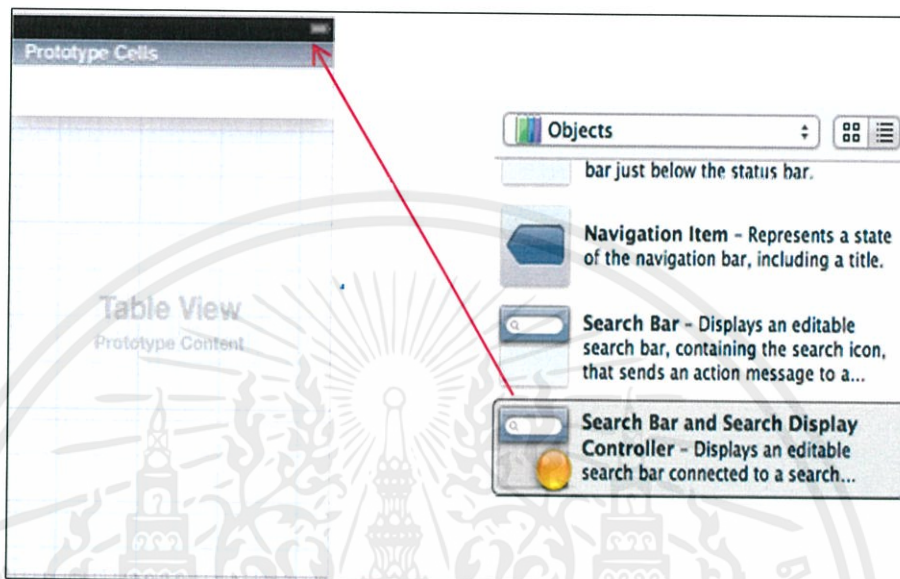 Prototype Cells
Table View
Prototype Content
Objects
bar just below the status bar.
Navigation Item – Represents a state
of the navigation bar, including a title.
Search Bar – Displays an editable
search bar, containing the search icon,
that sends an action message to a...
Search Bar and Search Display
Controller – Displays an editable
search bar connected to a search...